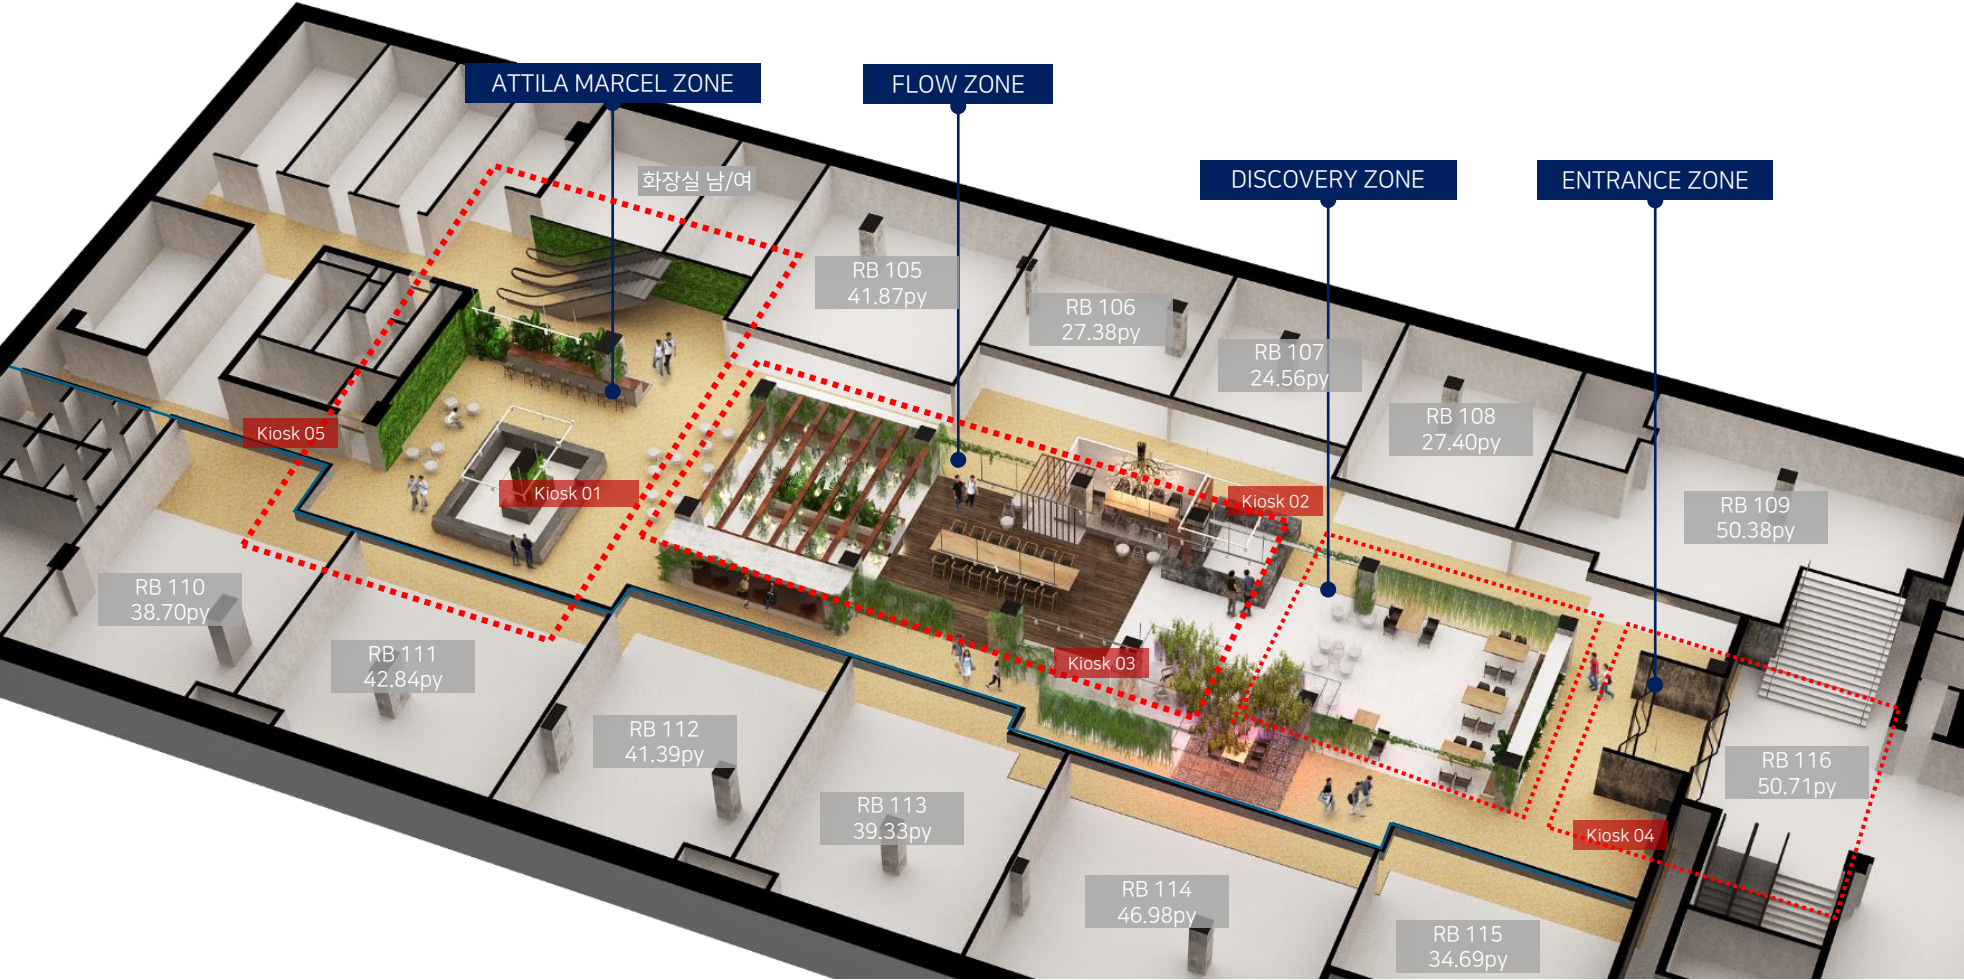 ATTILA MARCEL ZONE
FLOW ZONE
DISCOVERY ZONE
ENTRANCE ZONE
화장실 남/여
RB 105
41.87py
RB 106
27.38py
RB 107
24.56py
RB 108
27.40py
RB 109
50.38py
Kiosk 05
Kiosk 01
Kiosk 02
RB 110
38.70py
RB 111
42.84py
Kiosk 03
RB 112
41.39py
RB 116
50.71py
RB 113
39.33py
Kiosk 04
RB 114
46.98py
RB 115
34.69py